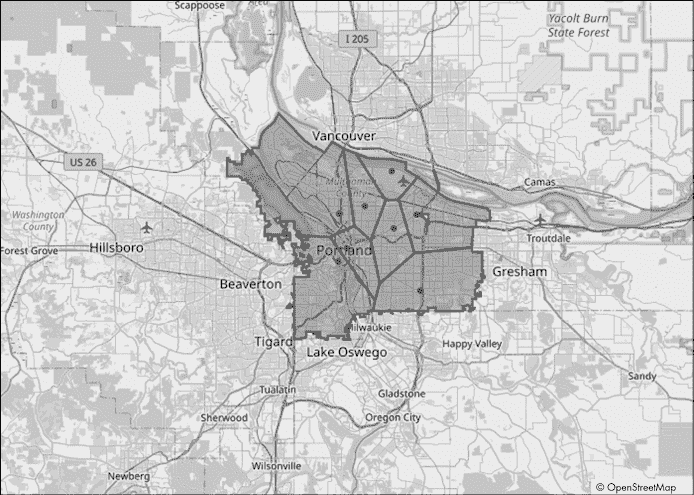 Scappoose
Area
Yacolt Burn
State Forest
I 205
Vancouver
US 26
Camas
Multnomah
County
Washington
County
Troutdale
Forest Grove
Hillsboro
Portland
Gresham
Beaverton
Milwaukie
Tigard
Lake Oswego
Happy Valley
Sandy
Tualatin
Gladstone
Sherwood
Oregon City
Wilsonville
Newberg
© OpenStreetMap